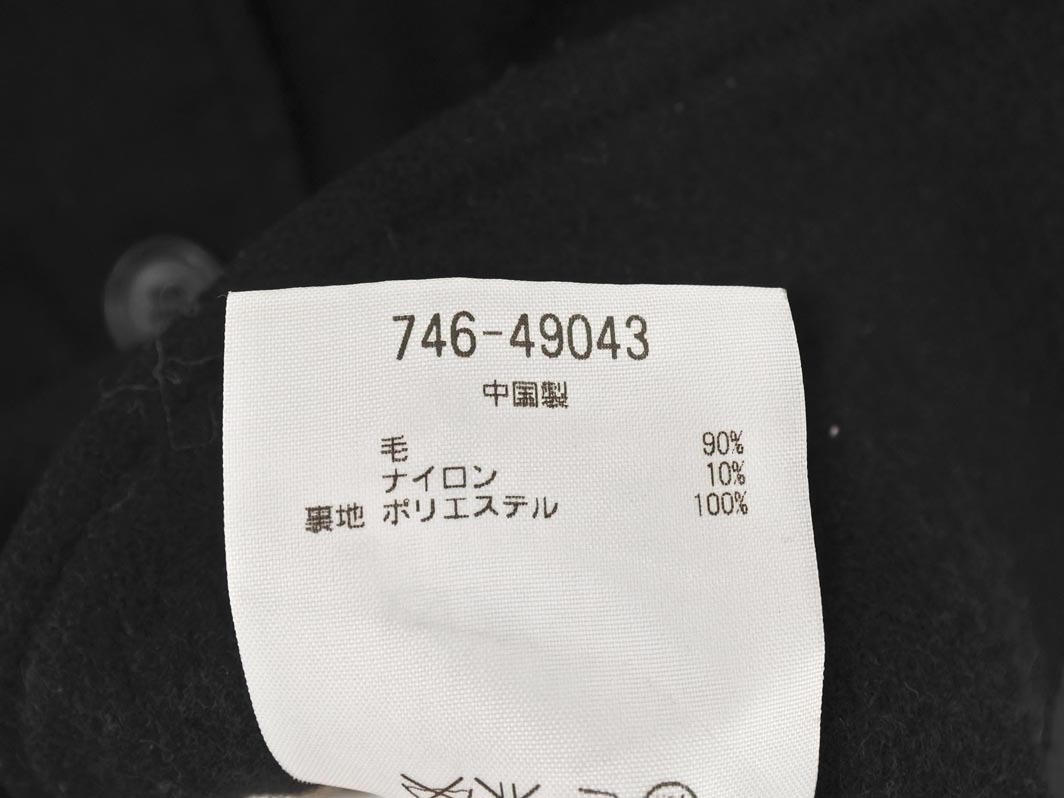 746-49043
中国製
毛 90%
ナイロン 10%
裏地 ポリエステル 100%